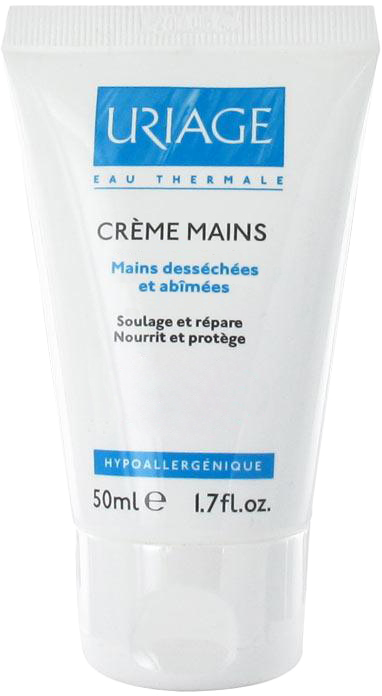 URIAGE
EAU THERMALE
CRÈME MAINS
Mains desséchées
et abîmées
Soulage et répare
Nourrit et protège
HYPOALLERGÉNIQUE
50ml ℮ 1.7fl.oz.